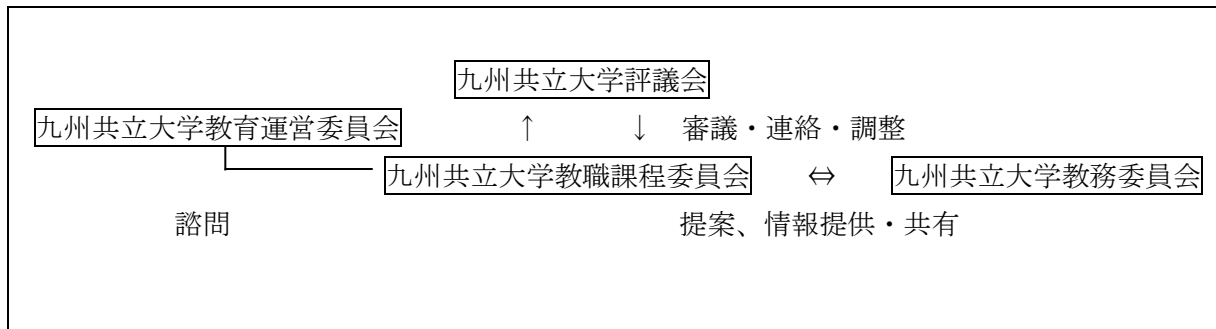 九州共立大学評議会
九州共立大学教育運営委員会 ↑ ↓ 審議・連絡・調整
九州共立大学教職課程委員会 ⇔ 九州共立大学教務委員会
諮問 提案、情報提供・共有